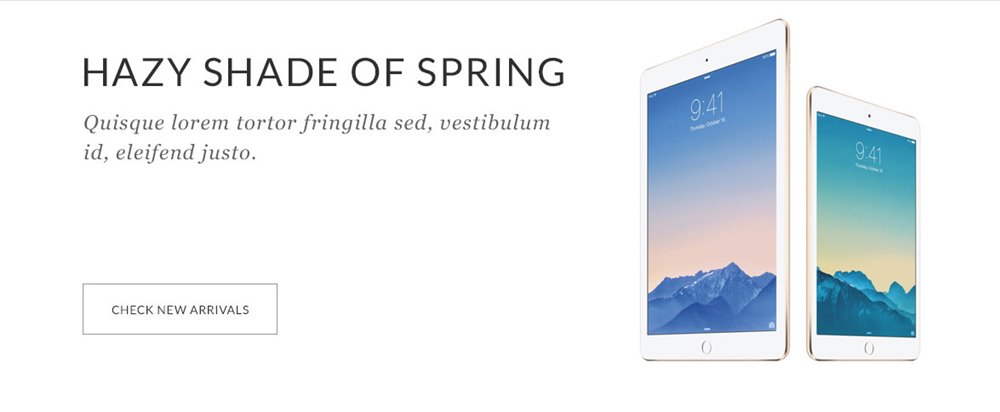 HAZY SHADE OF SPRING
Quisque lorem tortor fringilla sed, vestibulum
id, eleifend justo.
CHECK NEW ARRIVALS
9:41
Thursday, October 16
9:41
Thursday, October 16